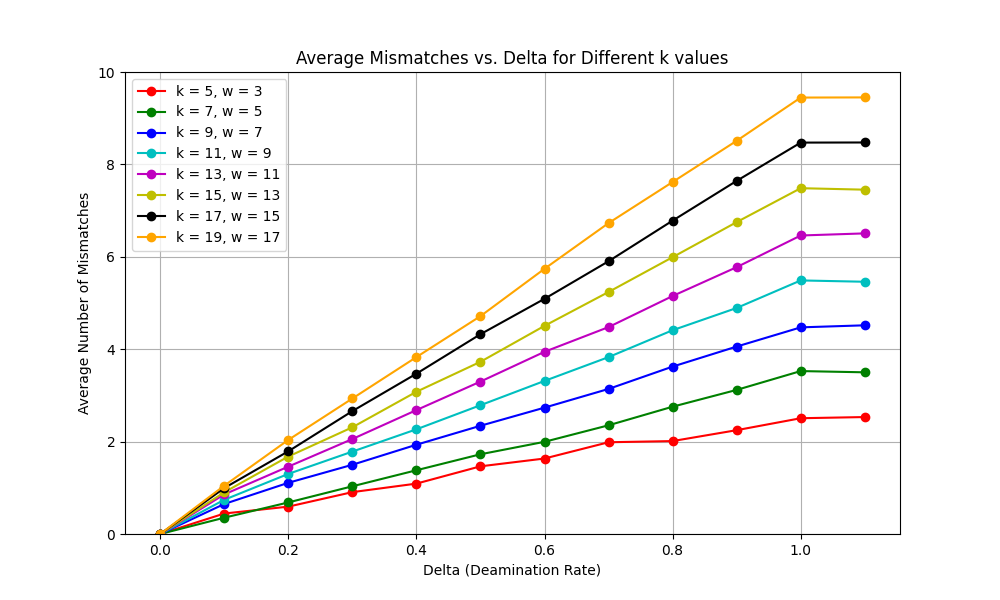 Average Mismatches vs. Delta for Different k values
Average Number of Mismatches
10
8
6
4
2
0
k = 5, w = 3
k = 7, w = 5
k = 9, w = 7
k = 11, w = 9
k = 13, w = 11
k = 15, w = 13
k = 17, w = 15
k = 19, w = 17
0.0 0.2 0.4 0.6 0.8 1.0
Delta (Deamination Rate)